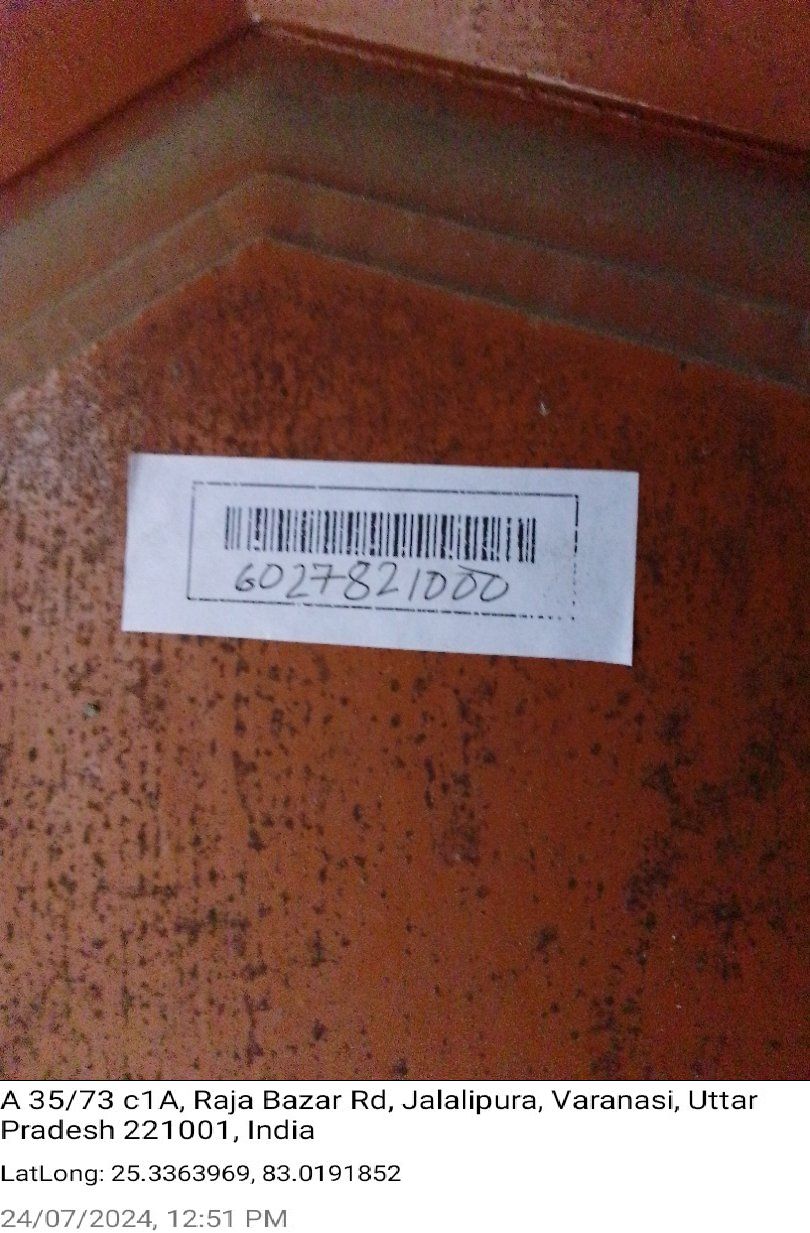 6027821000
A 35/73 c1A, Raja Bazar Rd, Jalalipura, Varanasi, Uttar
Pradesh 221001, India
LatLong: 25.3363969, 83.0191852
24/07/2024, 12:51 PM